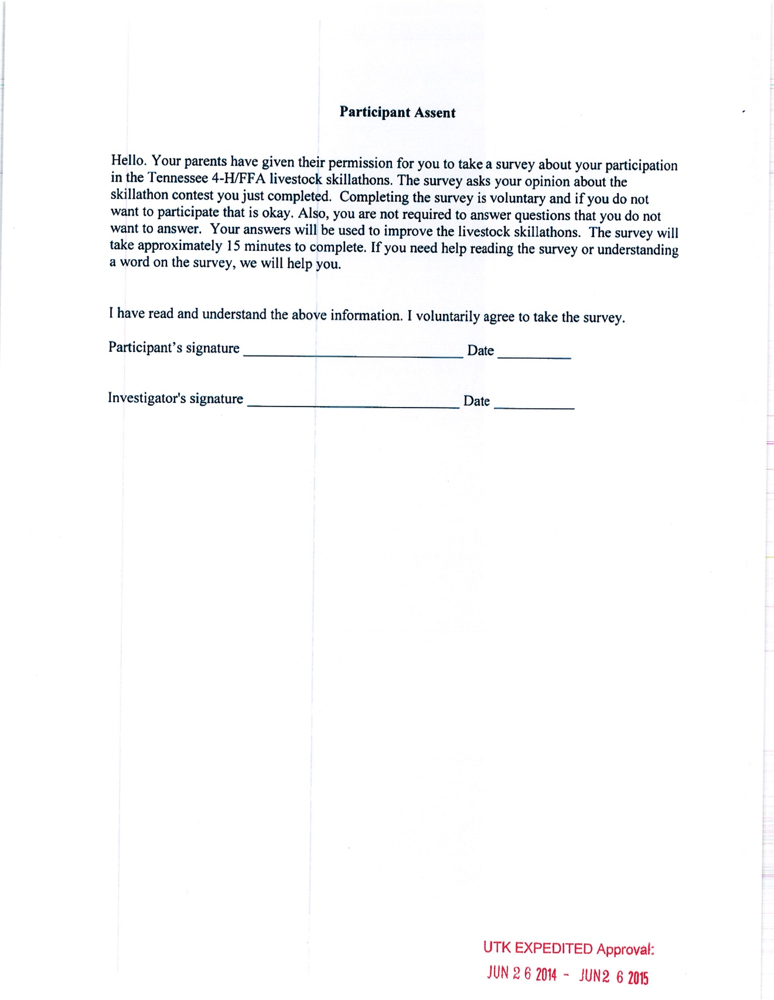 Participant Assent
Hello. Your parents have given their permission for you to take a survey about your participation
in the Tennessee 4-H/FFA livestock skillathons. The survey asks your opinion about the
skillathon contest you just completed.  Completing the survey is voluntary and if you do not
want to participate that is okay. Also, you are not required to answer questions that you do not
want to answer.  Your answers will be used to improve the livestock skillathons.  The survey will
take approximately 15 minutes to complete. If you need help reading the survey or understanding
a word on the survey, we will help you.
I have read and understand the above information. I voluntarily agree to take the survey.
Participant's signature ______________________________ Date __________
Investigator's signature _____________________________ Date ___________
UTK EXPEDITED Approval:
JUN 26 2014 - JUN 26 2015